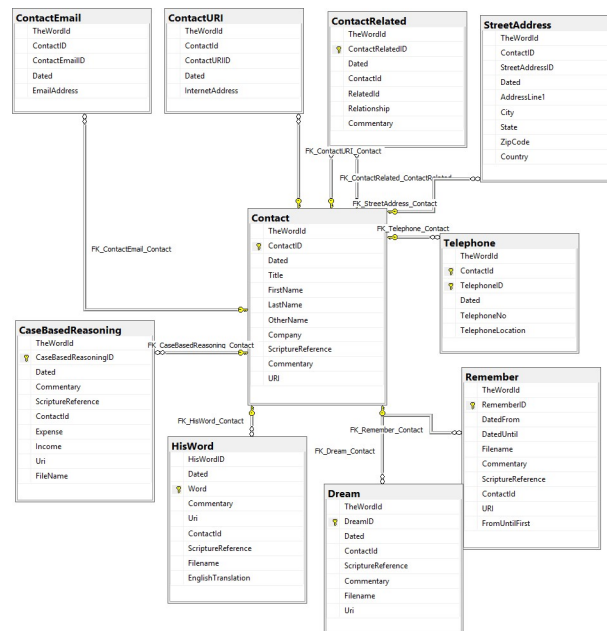 ContactEmail
TheWordId
ContactID
ContactEmailID
Dated
EmailAddress
ContactURI
TheWordId
ContactId
ContactURIID
Dated
InternetAddress
ContactRelated
TheWordId
ContactRelatedID
Dated
ContactId
RelatedId
Relationship
Commentary
StreetAddress
TheWordId
ContactID
StreetAddressID
Dated
AddressLine1
City
State
ZipCode
Country
FK_ContactURI_Contact
FK_ContactRelated_ContactRelated
FK_StreetAddress_Contact
FK_Telephone_Contact
FK_ContactEmail_Contact
Contact
TheWordId
ContactID
Dated
Title
FirstName
LastName
OtherName
Company
ScriptureReference
Commentary
URI
Telephone
TheWordId
ContactId
TelephoneID
Dated
TelephoneNo
TelephoneLocation
CaseBasedReasoning
TheWordId
CaseBasedReasoningID
Dated
Commentary
ScriptureReference
ContactId
Expense
Income
Uri
FileName
FK_CaseBasedReasoning_Contact
FK_HisWord_Contact
FK_Remember_Contact
FK_Dream_Contact
Remember
TheWordId
RememberID
DatedFrom
DatedUntil
Filename
Commentary
ScriptureReference
ContactId
URI
FromUntilFirst
HisWord
HisWordID
Dated
Word
Commentary
Uri
ContactId
ScriptureReference
Filename
EnglishTranslation
Dream
TheWordId
DreamID
Dated
ContactId
ScriptureReference
Commentary
Filename
Uri